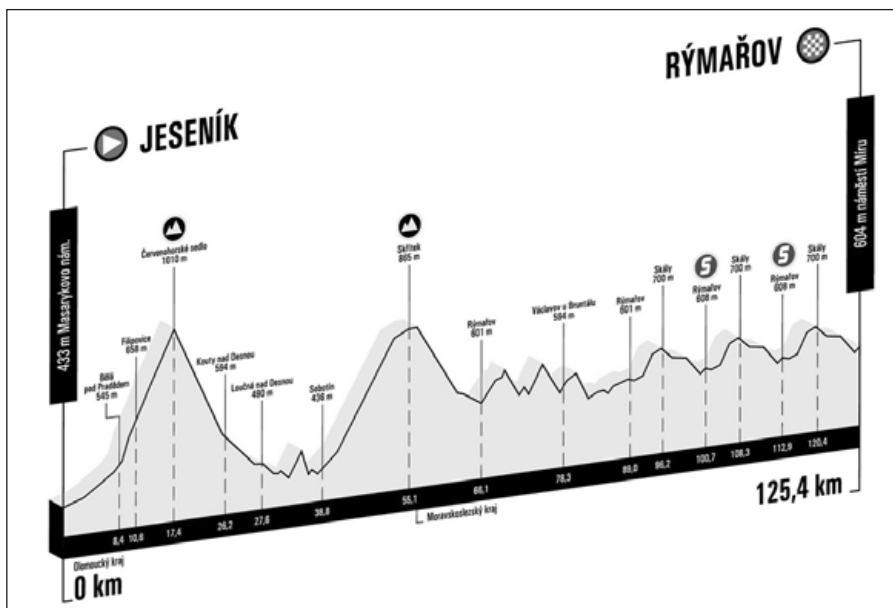 RÝMAŘOV
JESENÍK
433 m Masarykovo nám.
604 m náměstí Míru
Bělá
pod Pradědem
545 m
Filipovice
658 m
Červenohorské sedlo
1010 m
Kouty nad Desnou
594 m
Loučná nad Desnou
490 m
Sobotín
436 m
Skřítek
865 m
Rýmařov
601 m
Václavov u Bruntálu
584 m
Rýmařov
601 m
Skály
700 m
S
Rýmařov
608 m
Skály
700 m
S
Rýmařov
608 m
Skály
700 m
8,4
10,6
17,4
26,2
27,6
38,8
55,1
66,1
78,3
89,0
96,2
100,7
108,3
112,9
120,4
Olomoucký kraj
Moravskoslezský kraj
0 km
125,4 km